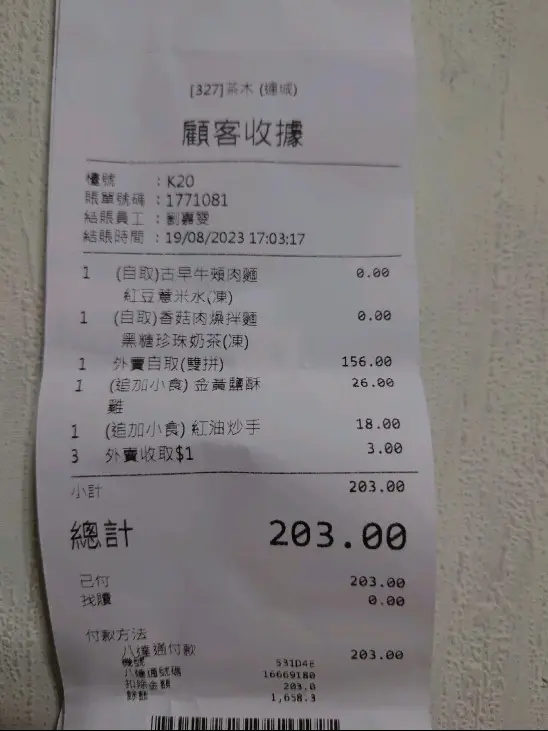 [327]茶木 (連城)
顧客收據
檯號 : K20
賬單號碼 : 1771081
結賬員工 : 劉嘉雯
結賬時間 : 19/08/2023 17:03:17
1 (自取)古早牛頰肉麵 0.00
紅豆薏米水(凍)
1 (自取)香菇肉燥拌麵 0.00
黑糖珍珠奶茶(凍)
1 外賣自取(雙拼) 156.00
1 (追加小食) 金黃鹽酥 26.00
雞
1 (追加小食) 紅油炒手 18.00
3 外賣收取$1 3.00
小計 203.00
總計 203.00
已付 203.00
找贖 0.00
付款方法
八達通付款 203.00
機號 531D4E
八達通號碼 16669180
扣除金額 203.0
餘額 1,658.3